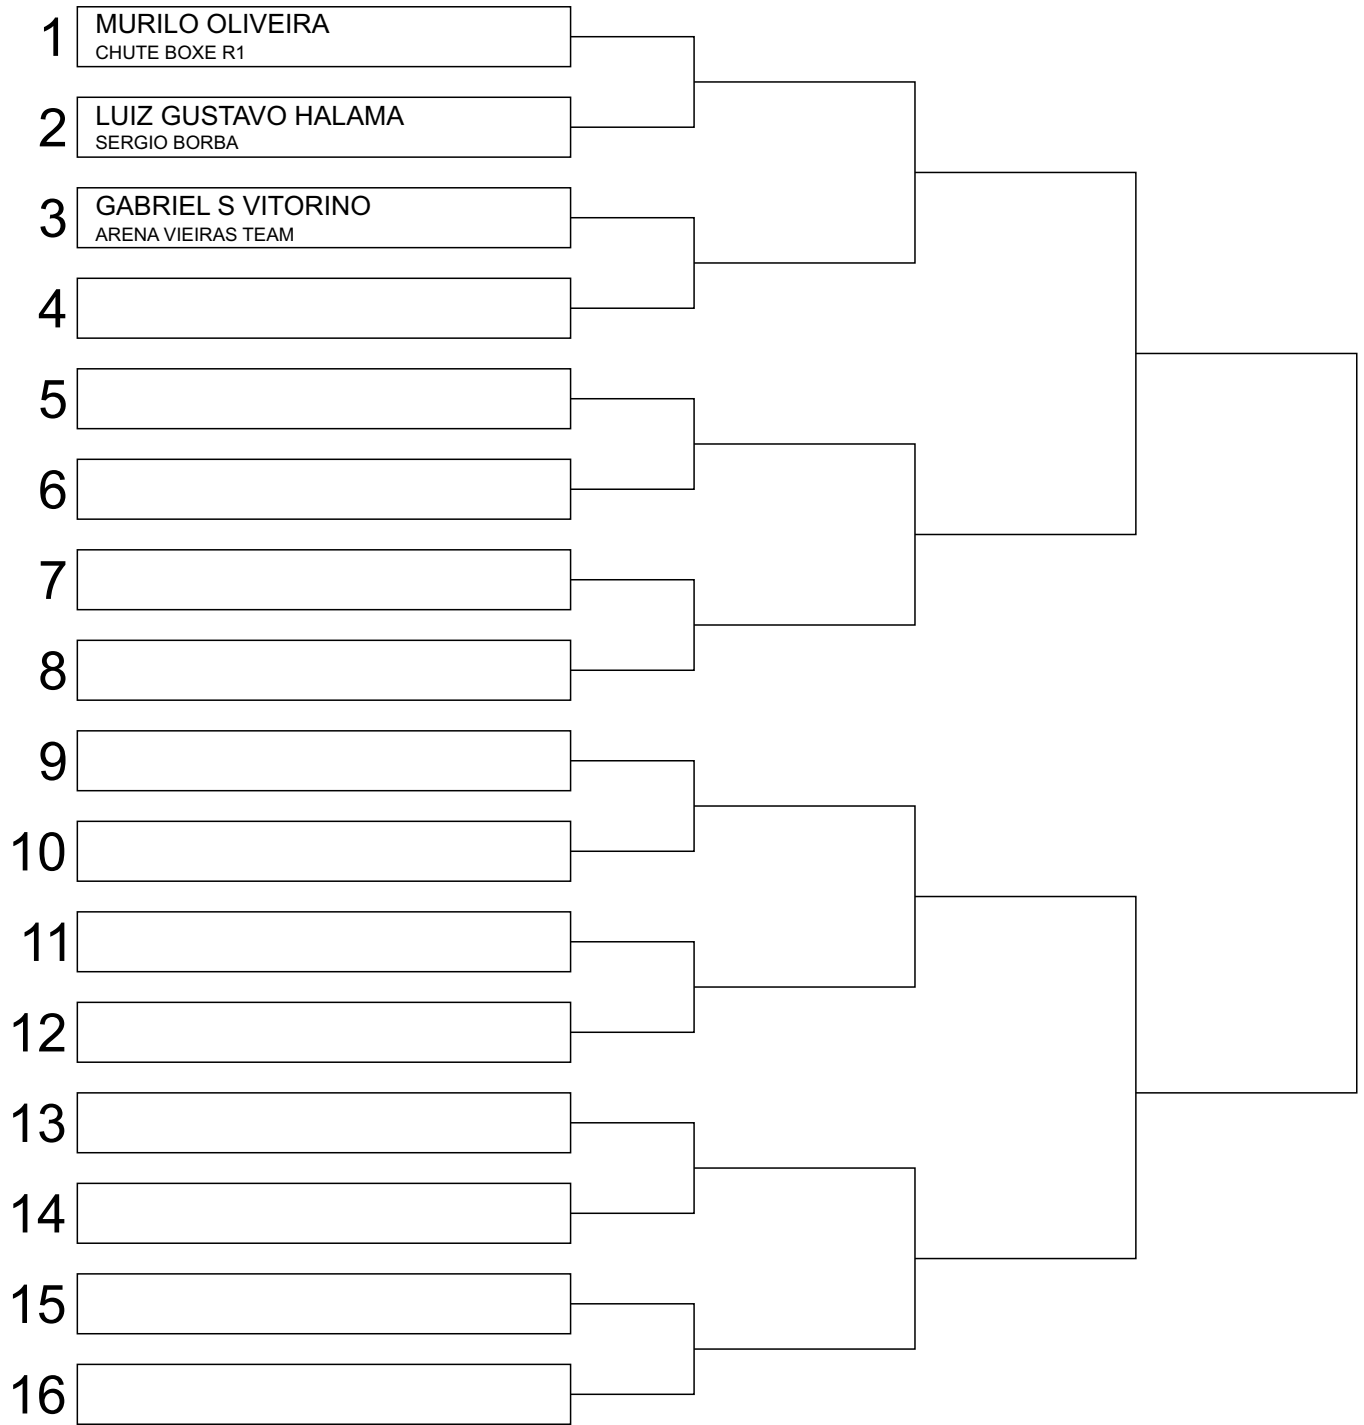 1 MURILO OLIVEIRA
CHUTE BOXE R1
2 LUIZ GUSTAVO HALAMA
SERGIO BORBA
3 GABRIEL S VITORINO
ARENA VIEIRAS TEAM
4
5
6
7
8
9
10
11
12
13
14
15
16